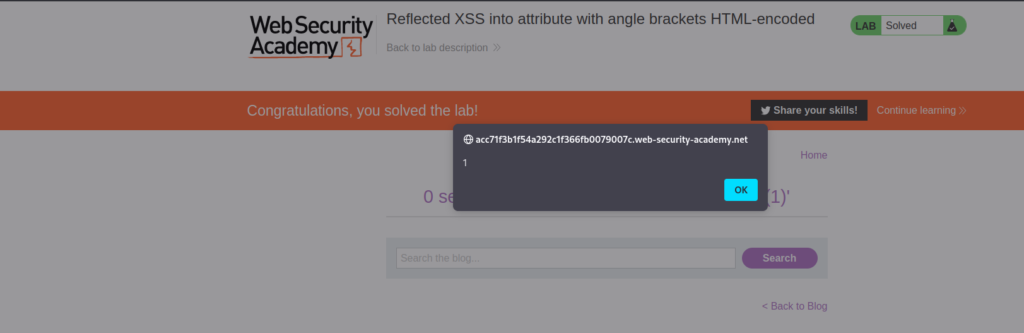 Web Security
Academy
Reflected XSS into attribute with angle brackets HTML-encoded
Back to lab description
LAB Solved
Congratulations, you solved the lab!
Share your skills!
Continue learning
acc71f3b1f54a292c1f366fb0079007c.web-security-academy.net
1
OK
Home
0 se (1)'
Search the blog...
Search
< Back to Blog